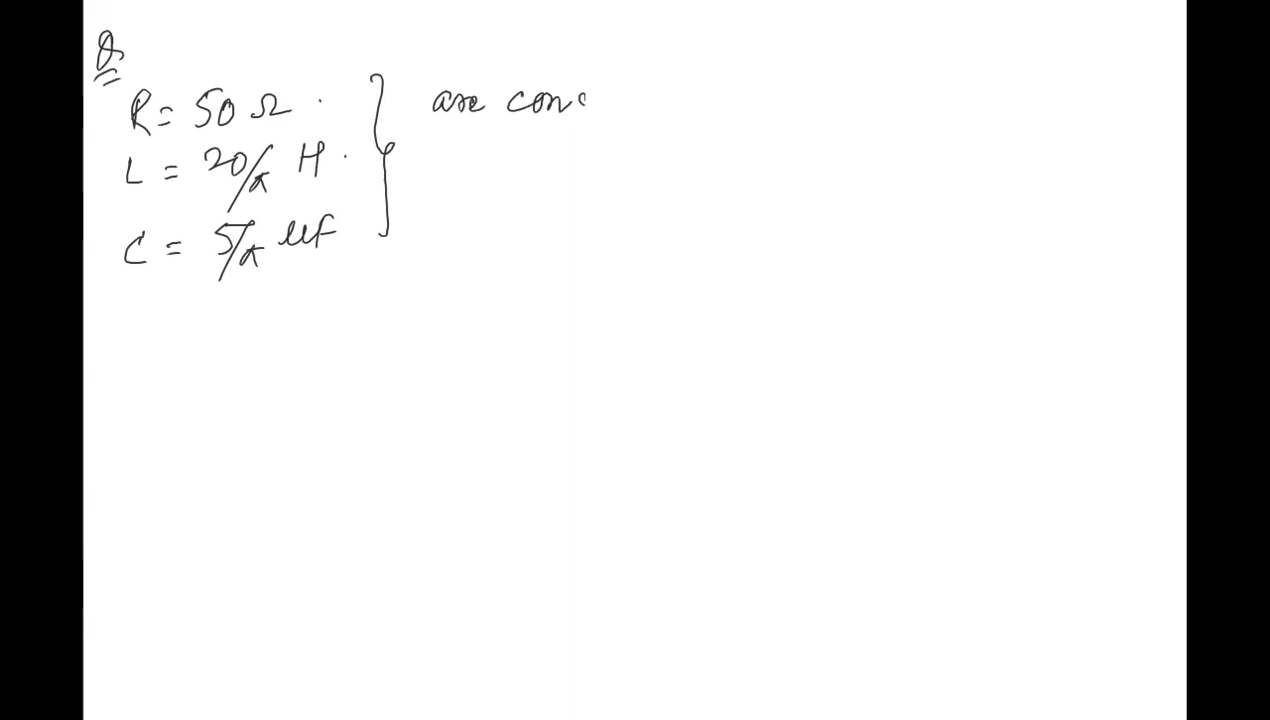 Q.
R = 50 Ω } are con
L = 20/π H
C = 5/π μF